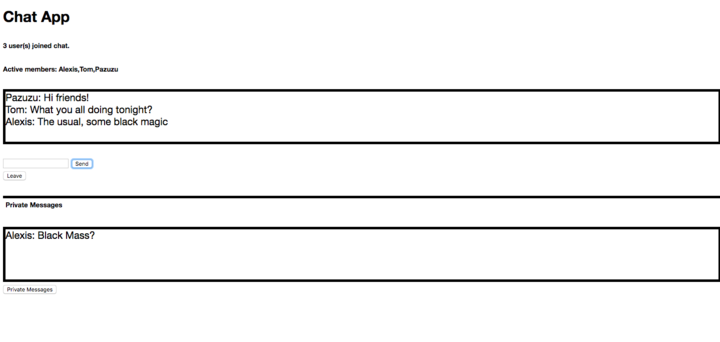 Chat App
3 user(s) joined chat.
Active members: Alexis,Tom,Pazuzu
Pazuzu: Hi friends!
Tom: What you all doing tonight?
Alexis: The usual, some black magic
Send
Leave
Private Messages
Alexis: Black Mass?
Private Messages